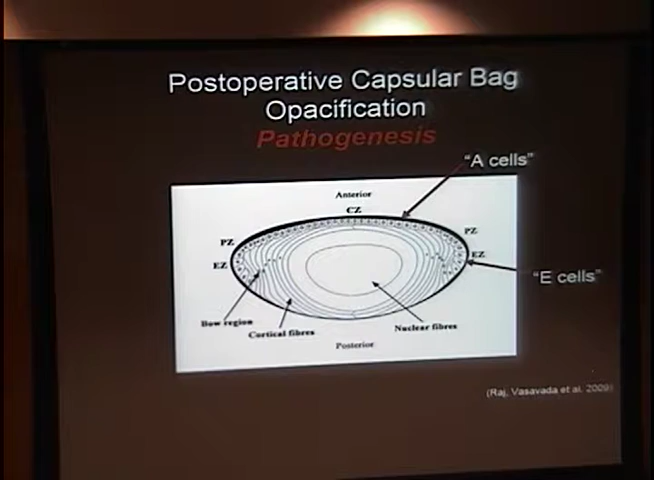 Postoperative Capsular Bag
Opacification
Pathogenesis
"A cells"
Anterior
CZ
PZ
PZ
EZ
EZ
"E cells"
Bow region
Cortical fibres
Nuclear fibres
Posterior
(Raj, Vasavada et al. 2009)